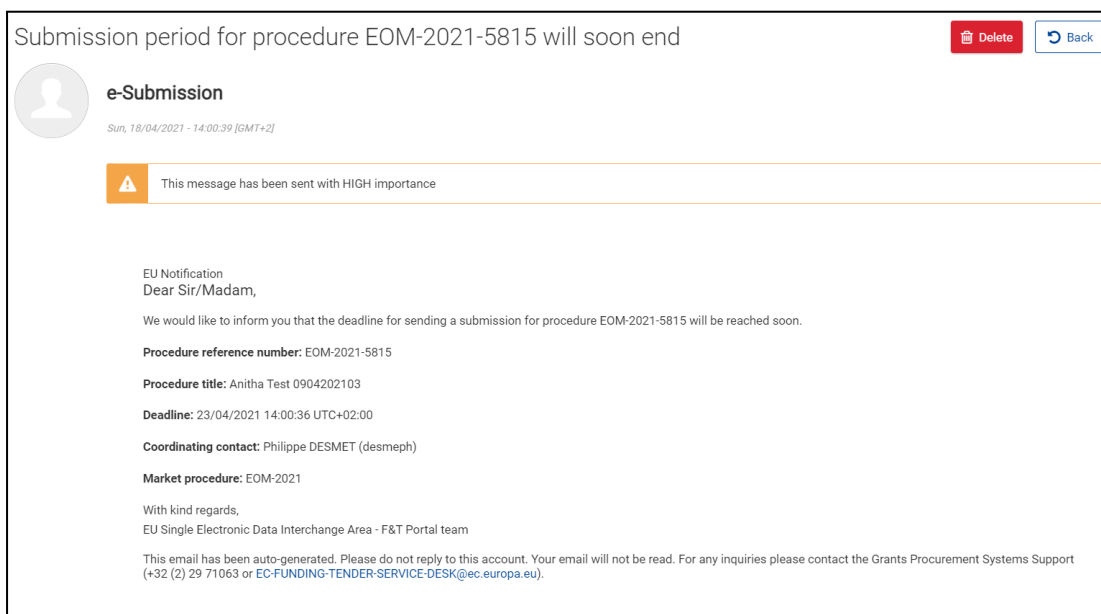 Submission period for procedure EOM-2021-5815 will soon end
Delete
Back
e-Submission
Sun, 18/04/2021 - 14:00:39 [GMT+2]
This message has been sent with HIGH importance
EU Notification
Dear Sir/Madam,
We would like to inform you that the deadline for sending a submission for procedure EOM-2021-5815 will be reached soon.
Procedure reference number: EOM-2021-5815
Procedure title: Anitha Test 0904202103
Deadline: 23/04/2021 14:00:36 UTC+02:00
Coordinating contact: Philippe DESMET (desmeph)
Market procedure: EOM-2021
With kind regards,
EU Single Electronic Data Interchange Area - F&T Portal team
This email has been auto-generated. Please do not reply to this account. Your email will not be read. For any inquiries please contact the Grants Procurement Systems Support
(+32 (2) 29 71063 or EC-FUNDING-TENDER-SERVICE-DESK@ec.europa.eu).